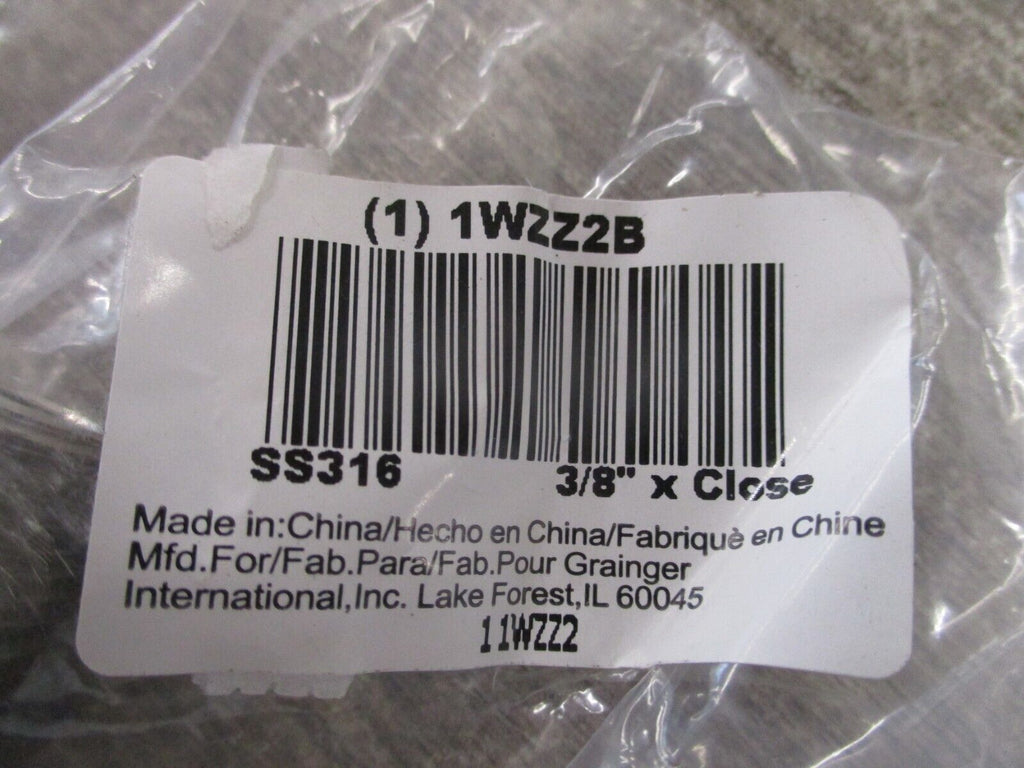 (1) 1WZZ2B
SS316 3/8" x Close
Made in:China/Hecho en China/Fabriquè en Chine
Mfd.For/Fab.Para/Fab.Pour Grainger
International,Inc. Lake Forest,IL 60045
11WZZ2